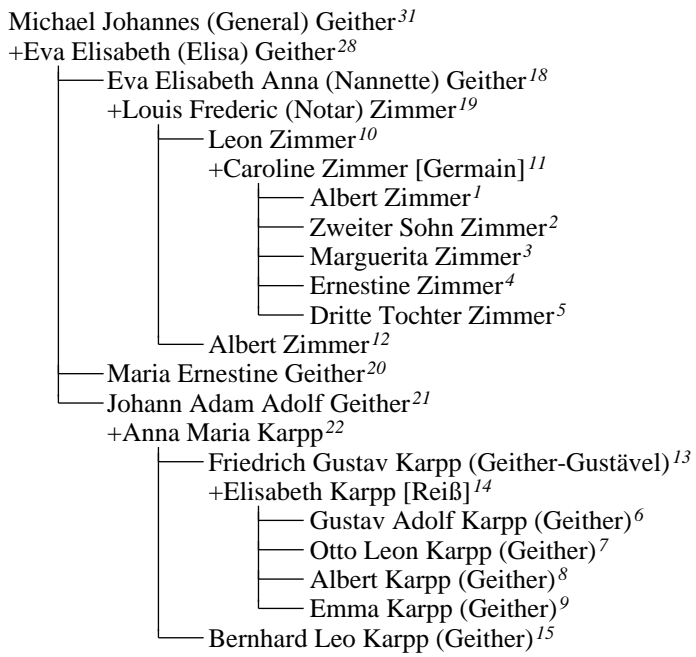 Michael Johannes (General) Geither31
+Eva Elisabeth (Elisa) Geither28
Eva Elisabeth Anna (Nannette) Geither18
+Louis Frederic (Notar) Zimmer19
Leon Zimmer10
+Caroline Zimmer [Germain]11
Albert Zimmer1
Zweiter Sohn Zimmer2
Marguerita Zimmer3
Ernestine Zimmer4
Dritte Tochter Zimmer5
Albert Zimmer12
Maria Ernestine Geither20
Johann Adam Adolf Geither21
+Anna Maria Karpp22
Friedrich Gustav Karpp (Geither-Gustävel)13
+Elisabeth Karpp [Reiß]14
Gustav Adolf Karpp (Geither)6
Otto Leon Karpp (Geither)7
Albert Karpp (Geither)8
Emma Karpp (Geither)9
Bernhard Leo Karpp (Geither)15